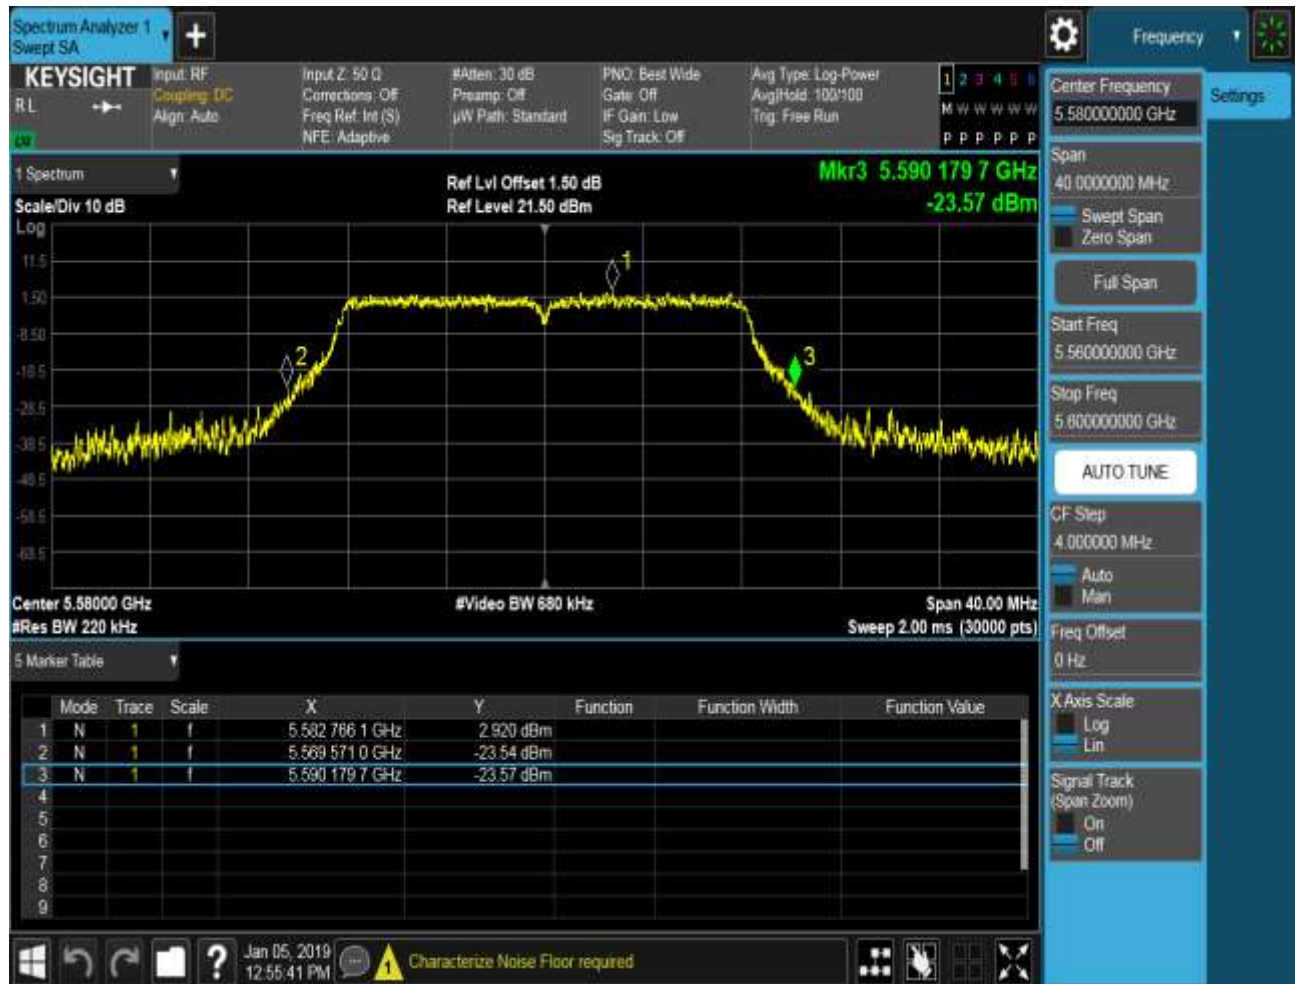 Spectrum Analyzer 1
Swept SA
+
Frequency
KEYSIGHT
RL
Input: RF
Coupling: DC
Align: Auto
Input Z: 50 Ω
Corrections: Off
Freq Ref: Int (S)
NFE: Adaptive
#Atten: 30 dB
Preamp: Off
µW Path: Standard
PNO: Best Wide
Gate: Off
IF Gain: Low
Sig Track: Off
Avg Type: Log-Power
Avg|Hold: 100/100
Trig: Free Run
1 2 3 4 5 6
M W W W W W
P P P P P P
1 Spectrum
Scale/Div 10 dB
Ref Lvl Offset 1.50 dB
Ref Level 21.50 dBm
Mkr3 5.590 179 7 GHz
-23.57 dBm
Log
11.5
1.50
-8.50
-18.5
-28.5
-38.5
-48.5
-58.5
-68.5
1
2
3
Center 5.58000 GHz
#Video BW 680 kHz
Span 40.00 MHz
#Res BW 220 kHz
Sweep 2.00 ms (30000 pts)
5 Marker Table
Mode Trace Scale X Y Function Function Width Function Value
1 N 1 f 5.582 766 1 GHz 2.920 dBm
2 N 1 f 5.569 571 0 GHz -23.54 dBm
3 N 1 f 5.590 179 7 GHz -23.57 dBm
4
5
6
7
8
9
Center Frequency
5.580000000 GHz
Settings
Span
40.0000000 MHz
Swept Span
Zero Span
Full Span
Start Freq
5.560000000 GHz
Stop Freq
5.600000000 GHz
AUTO TUNE
CF Step
4.000000 MHz
Auto
Man
Freq Offset
0 Hz
X Axis Scale
Log
Lin
Signal Track
(Span Zoom)
On
Off
?
Jan 05, 2019
12:55:41 PM
1
Characterize Noise Floor required